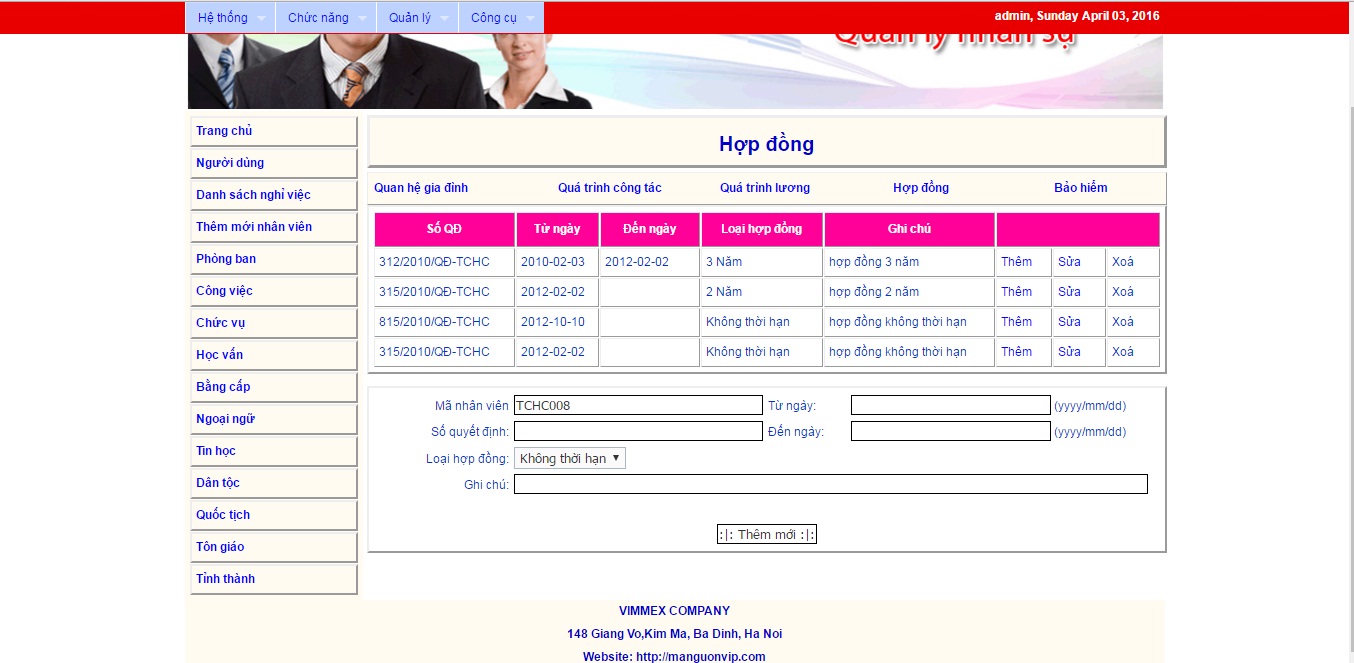 Hệ thống Chức năng Quản lý Công cụ admin, Sunday April 03, 2016
Quản lý nhân sự
Trang chủ
Người dùng
Danh sách nghỉ việc
Thêm mới nhân viên
Phòng ban
Công việc
Chức vụ
Học vấn
Bằng cấp
Ngoại ngữ
Tin học
Dân tộc
Quốc tịch
Tôn giáo
Tỉnh thành
Hợp đồng
Quan hệ gia đình Quá trình công tác Quá trình lương Hợp đồng Bảo hiểm
Số QĐ Từ ngày Đến ngày Loại hợp đồng Ghi chú
312/2010/QĐ-TCHC 2010-02-03 2012-02-02 3 Năm hợp đồng 3 năm Thêm Sửa Xoá
315/2010/QĐ-TCHC 2012-02-02 2 Năm hợp đồng 2 năm Thêm Sửa Xoá
815/2010/QĐ-TCHC 2012-10-10 Không thời hạn hợp đồng không thời hạn Thêm Sửa Xoá
315/2010/QĐ-TCHC 2012-02-02 Không thời hạn hợp đồng không thời hạn Thêm Sửa Xoá
Mã nhân viên TCHC008 Từ ngày: (yyyy/mm/dd)
Số quyết định: Đến ngày: (yyyy/mm/dd)
Loại hợp đồng: Không thời hạn
Ghi chú:
:|: Thêm mới :|:
VIMMEX COMPANY
148 Giang Vo,Kim Ma, Ba Dinh, Ha Noi
Website: http://manguonvip.com